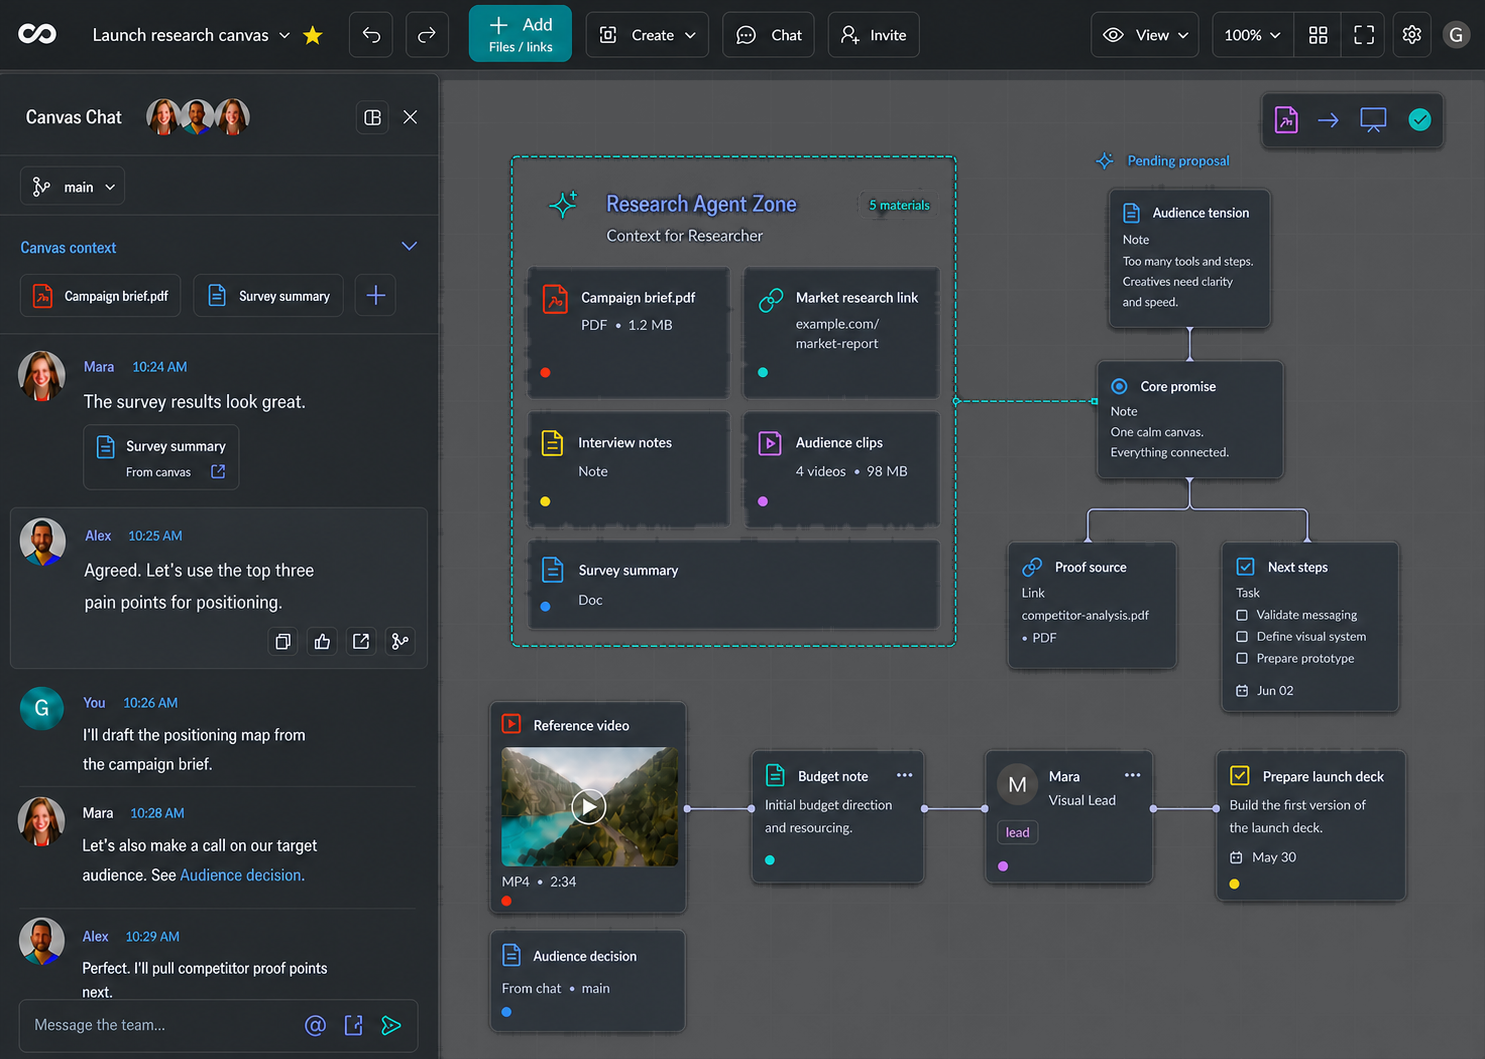 Launch research canvas
Add
Files / links
Create
Chat
Invite
View
100%
G
Canvas Chat
main
Canvas context
Campaign brief.pdf
Survey summary
Mara 10:24 AM
The survey results look great.
Survey summary
From canvas
Alex 10:25 AM
Agreed. Let's use the top three
pain points for positioning.
G
You 10:26 AM
I'll draft the positioning map from
the campaign brief.
Mara 10:28 AM
Let's also make a call on our target
audience. See Audience decision.
Alex 10:29 AM
Perfect. I'll pull competitor proof points
next.
Message the team...
Research Agent Zone
5 materials
Context for Researcher
Campaign brief.pdf
PDF • 1.2 MB
Market research link
example.com/
market-report
Interview notes
Note
Audience clips
4 videos • 98 MB
Survey summary
Doc
Pending proposal
Audience tension
Note
Too many tools and steps.
Creatives need clarity
and speed.
Core promise
Note
One calm canvas.
Everything connected.
Proof source
Link
competitor-analysis.pdf
• PDF
Next steps
Task
Validate messaging
Define visual system
Prepare prototype
Jun 02
Reference video
MP4 • 2:34
Budget note
Initial budget direction
and resourcing.
M
Mara
Visual Lead
lead
Prepare launch deck
Build the first version of
the launch deck.
May 30
Audience decision
From chat • main